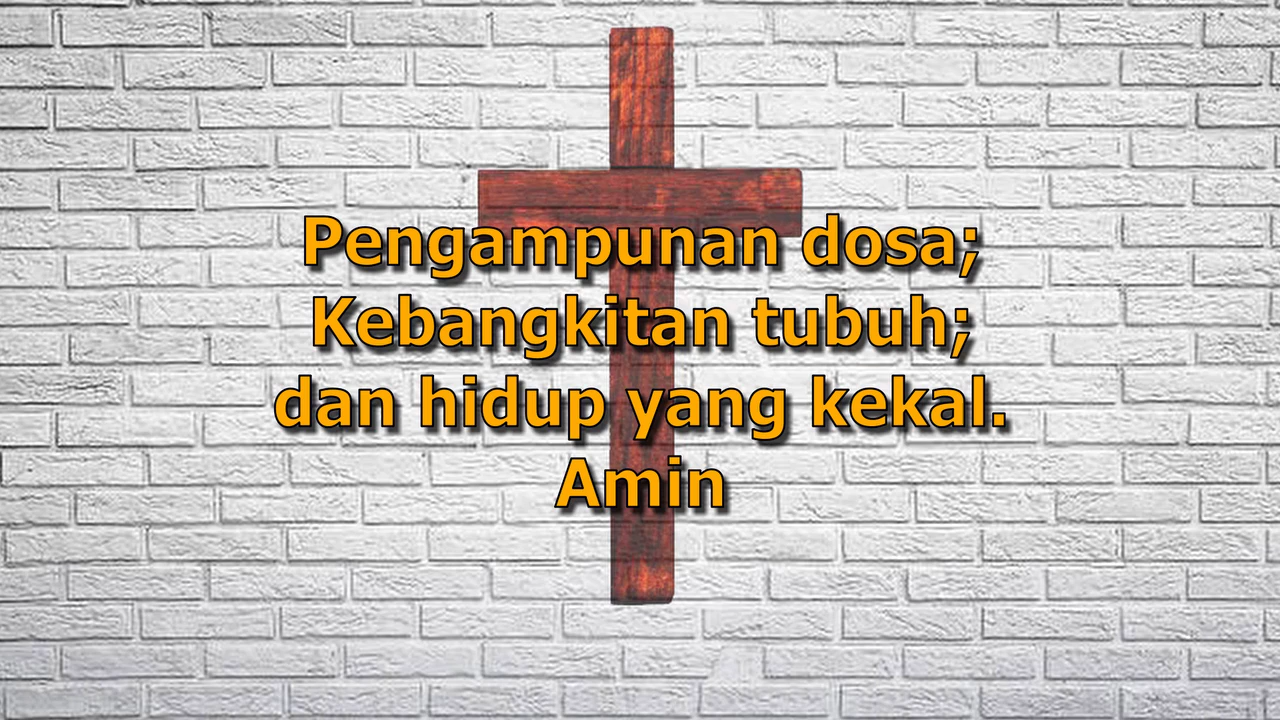 Pengampunan dosa;
Kebangkitan tubuh;
dan hidup yang kekal.
Amin